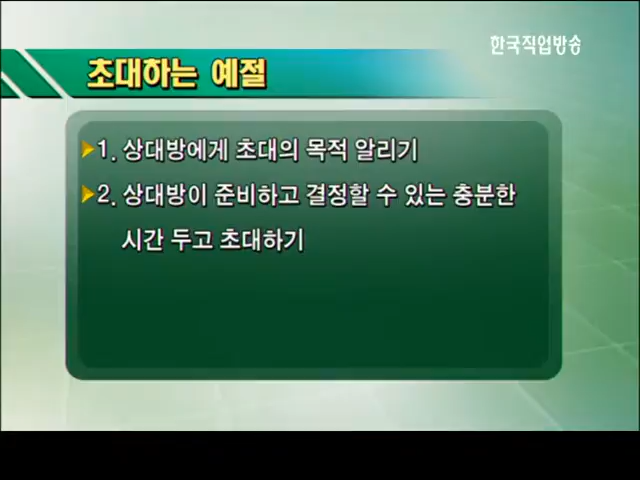 한국직업방송
초대하는 예절
1. 상대방에게 초대의 목적 알리기
2. 상대방이 준비하고 결정할 수 있는 충분한
시간 두고 초대하기